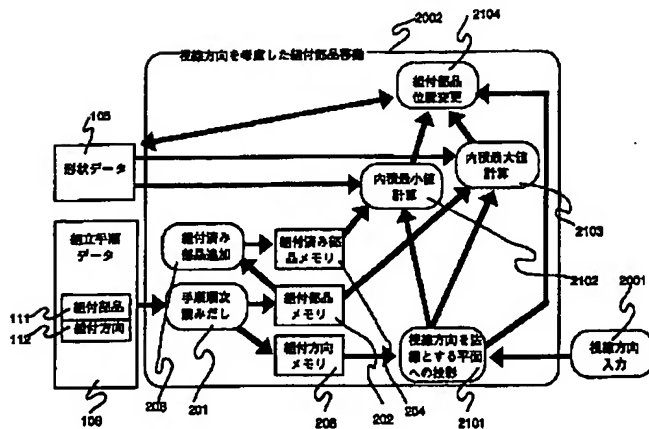 2002
2104
視線方向を考慮した組付部品移動
組付部品
位置変更
105
形状データ
内積最大値
計算
内積最小値
計算
2103
組立手順
データ
組付済み
部品追加
組付済み部
品メモリ
2102
111
組付部品
112
組付方向
手順順次
読みだし
組付部品
メモリ
2001
組付方向
メモリ
視線方向を法
線とする平面
への投影
視線方向
入力
203
201
206
202
204
2101
109